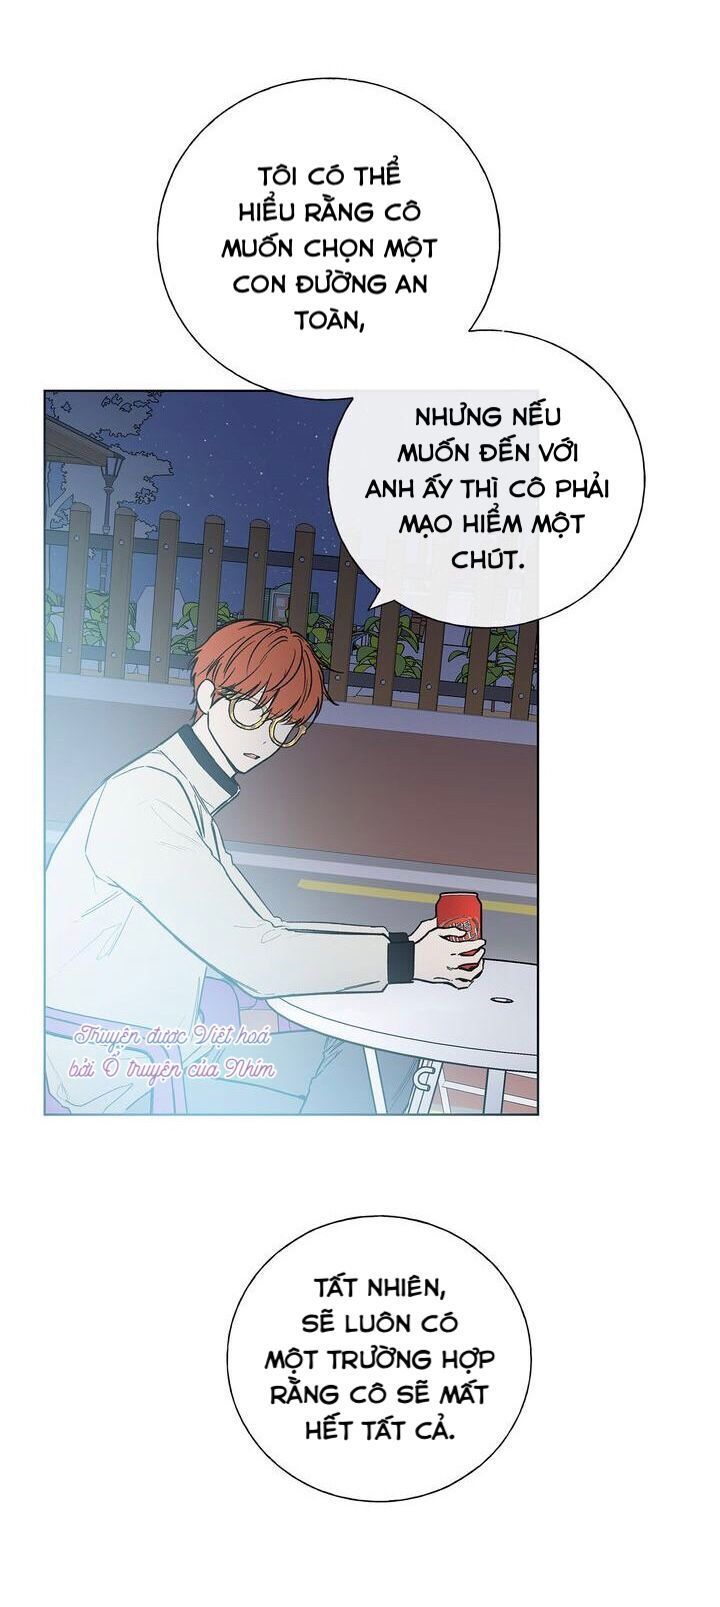 TÔI CÓ THỂ
HIỂU RẰNG CÔ
MUỐN CHỌN MỘT
CON ĐƯỜNG AN
TOÀN,
NHƯNG NẾU
MUỐN ĐẾN VỚI
ANH ẤY THÌ CÔ PHẢI
MẠO HIỂM MỘT
CHÚT.
Truyện được Việt hoá
bởi Ổ truyện của Nhím
TẤT NHIÊN,
SẼ LUÔN CÓ
MỘT TRƯỜNG HỢP
RẰNG CÔ SẼ MẤT
HẾT TẤT CẢ.